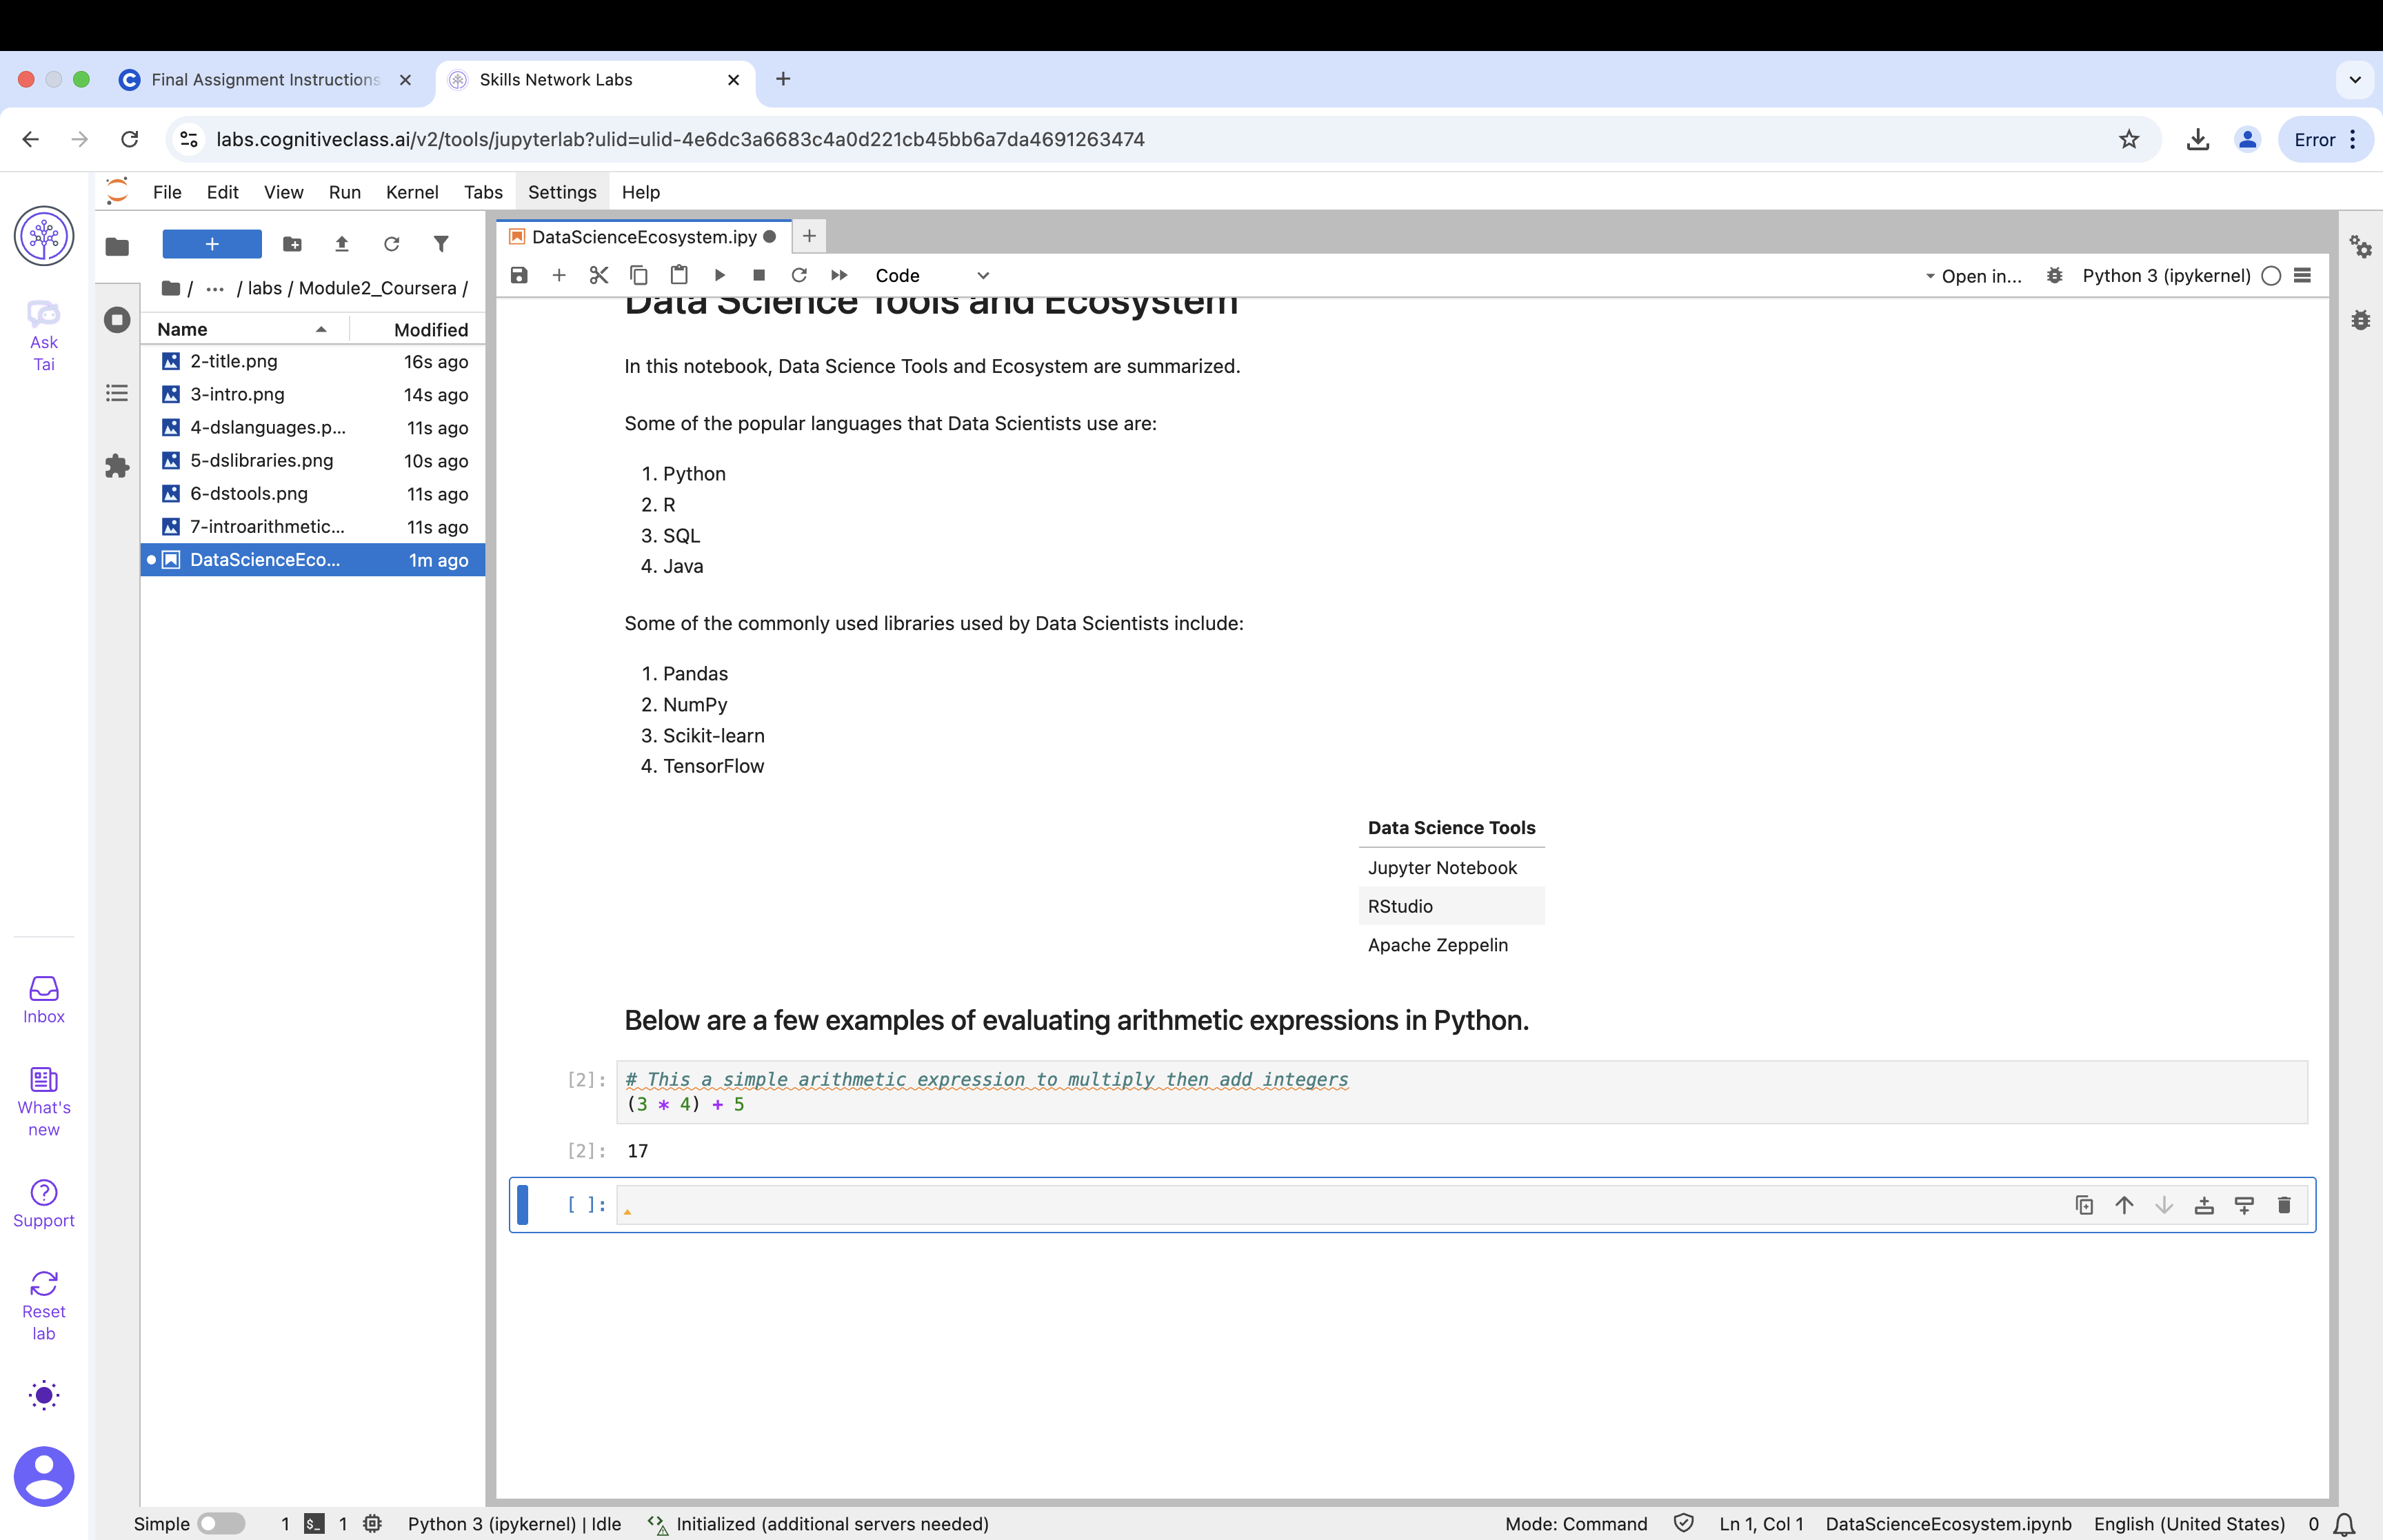 Final Assignment Instructions
Skills Network Labs
labs.cognitiveclass.ai/v2/tools/jupyterlab?ulid=ulid-4e6dc3a6683c4a0d221cb45bb6a7da4691263474
Error
File Edit View Run Kernel Tabs Settings Help
Ask
Tai
Inbox
What's
new
Support
Reset
lab
/ ... / labs / Module2_Coursera /
Name Modified
2-title.png 16s ago
3-intro.png 14s ago
4-dslanguages.p... 11s ago
5-dslibraries.png 10s ago
6-dstools.png 11s ago
7-introarithmetic... 11s ago
DataScienceEco... 1m ago
DataScienceEcosystem.ipy
Code
Open in...
Python 3 (ipykernel)
Data Science Tools and Ecosystem
In this notebook, Data Science Tools and Ecosystem are summarized.
Some of the popular languages that Data Scientists use are:
1. Python
2. R
3. SQL
4. Java
Some of the commonly used libraries used by Data Scientists include:
1. Pandas
2. NumPy
3. Scikit-learn
4. TensorFlow
Data Science Tools
Jupyter Notebook
RStudio
Apache Zeppelin
Below are a few examples of evaluating arithmetic expressions in Python.
[2]: # This a simple arithmetic expression to multiply then add integers
(3 * 4) + 5
[2]: 17
[ ]:
Simple 1 $_ 1 Python 3 (ipykernel) | Idle Initialized (additional servers needed) Mode: Command Ln 1, Col 1 DataScienceEcosystem.ipynb English (United States) 0